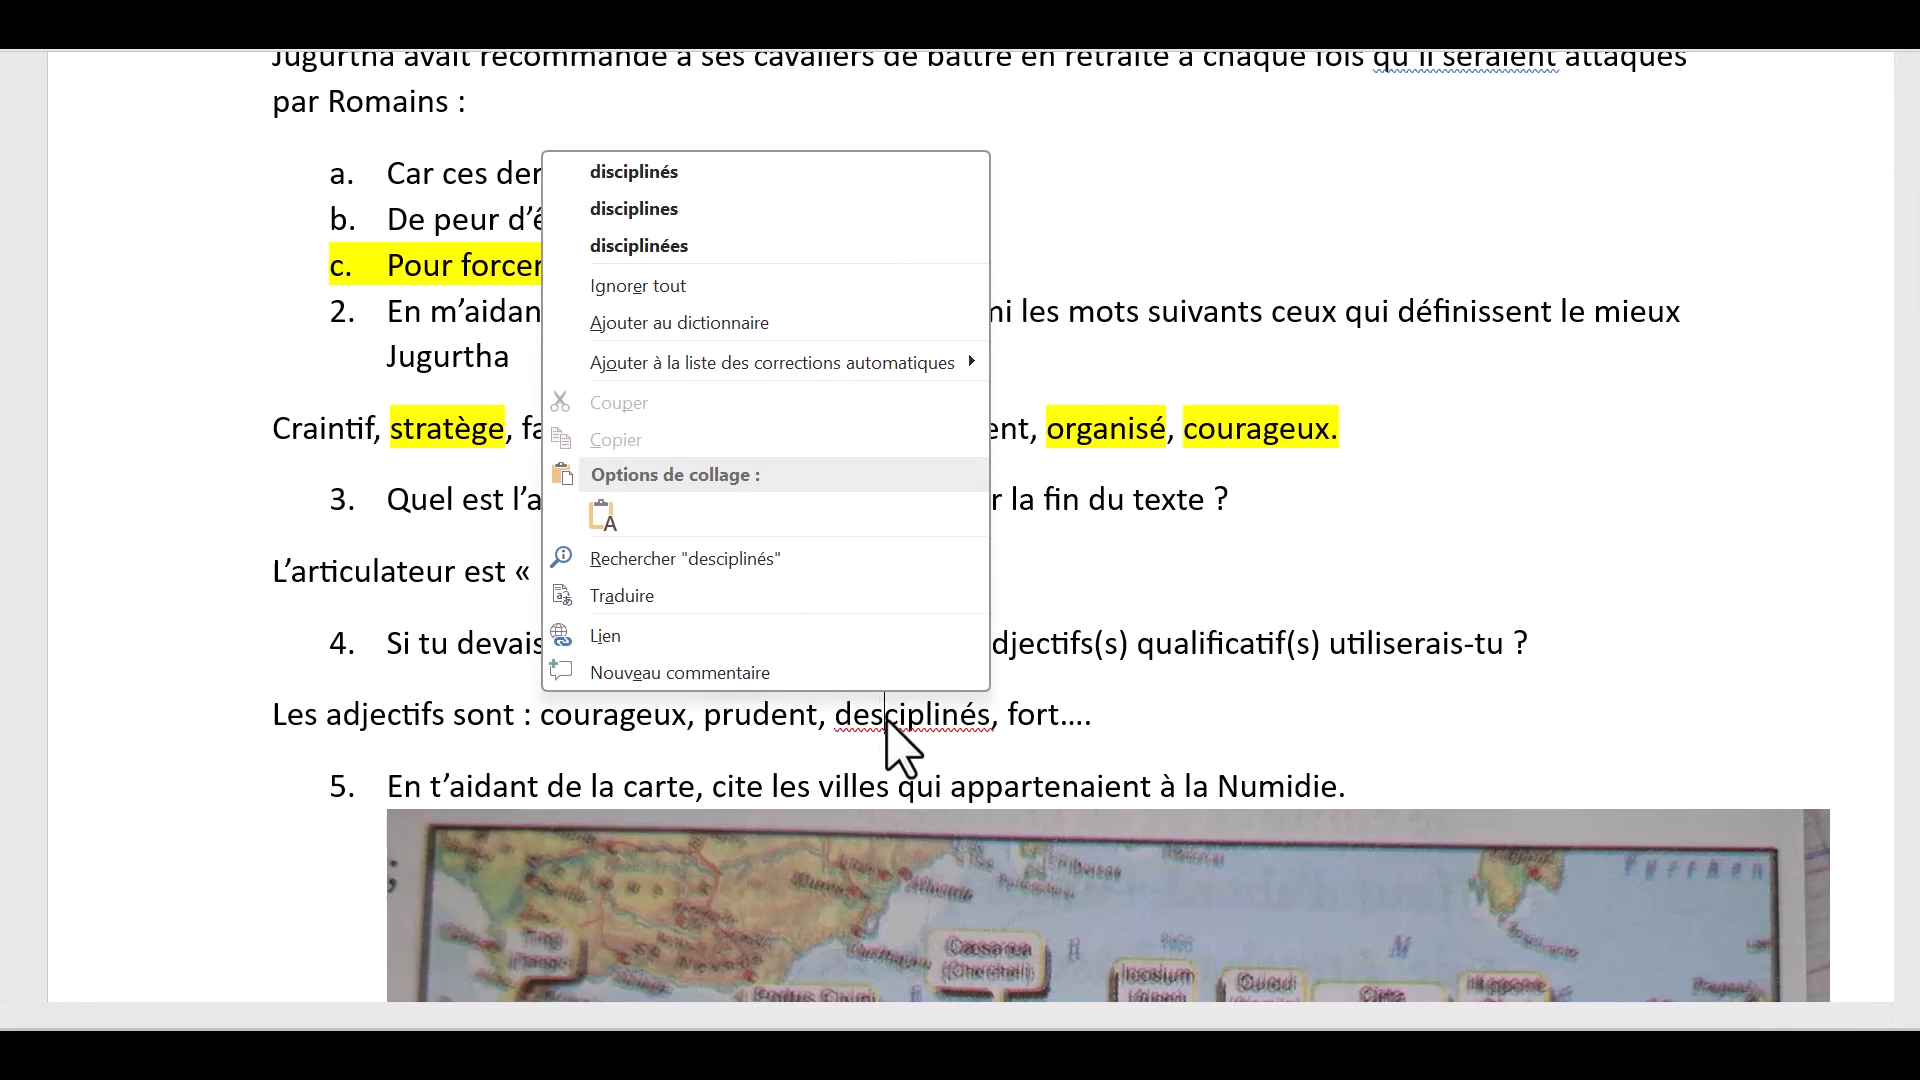 Jugurtha avait recommandé à ses cavaliers de battre en retraite à chaque fois qu'il seraient attaqués
par Romains :
a. Car ces der
b. De peur d'ê
c. Pour forcer
2. En m'aidan
mi les mots suivants ceux qui définissent le mieux
Jugurtha
Craintif, stratège, fa
ent, organisé, courageux.
3. Quel est l'a
r la fin du texte ?
L'articulateur est «
4. Si tu devais
djectifs(s) qualificatif(s) utiliserais-tu ?
Les adjectifs sont : courageux, prudent, desciplinés, fort….
5. En t'aidant de la carte, cite les villes qui appartenaient à la Numidie.
disciplinés
disciplines
disciplinées
Ignorer tout
Ajouter au dictionnaire
Ajouter à la liste des corrections automatiques
Couper
Copier
Options de collage :
A
Rechercher "desciplinés"
Traduire
Lien
Nouveau commentaire
Caesarea
(Cherchell)
Icosium